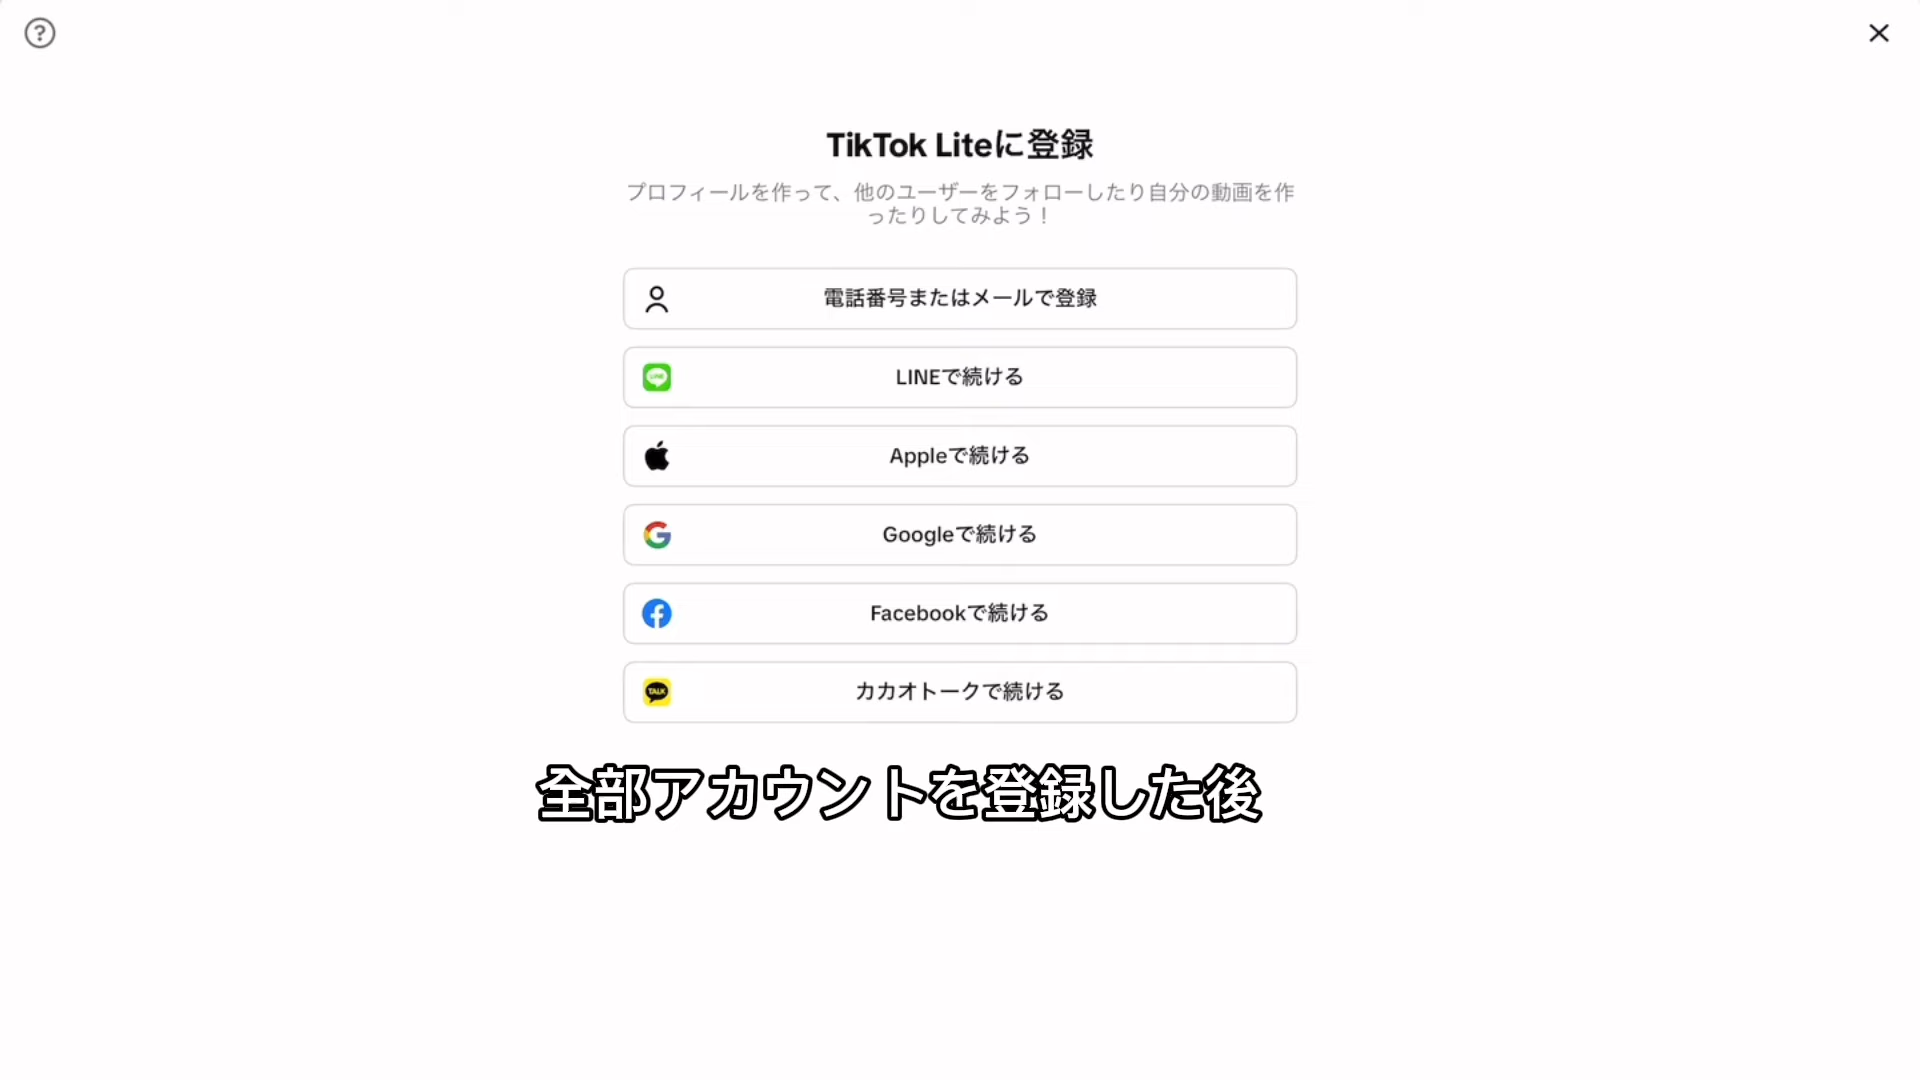 TikTok Liteに登録
プロフィールを作って、他のユーザーをフォローしたり自分の動画を作
ったりしてみよう！
電話番号またはメールで登録
LINE
LINEで続ける
Appleで続ける
Googleで続ける
Facebookで続ける
TALK
カカオトークで続ける
全部アカウントを登録した後